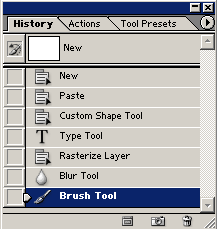 History Actions Tool Presets
New
New
Paste
Custom Shape Tool
T Type Tool
Rasterize Layer
Blur Tool
Brush Tool